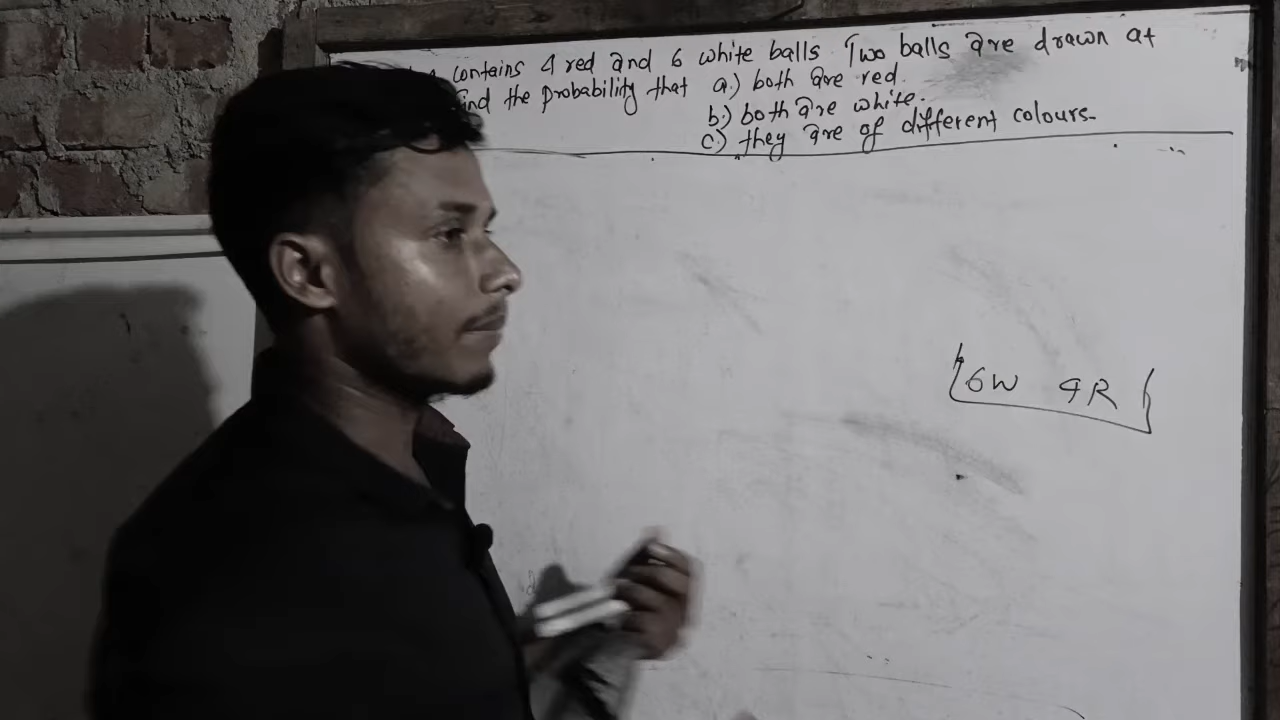 contains 4 red and 6 white balls. Two balls are drawn at
find the probability that a.) both are red.
b.) both are white.
c.) they are of different colours.
6W 4R